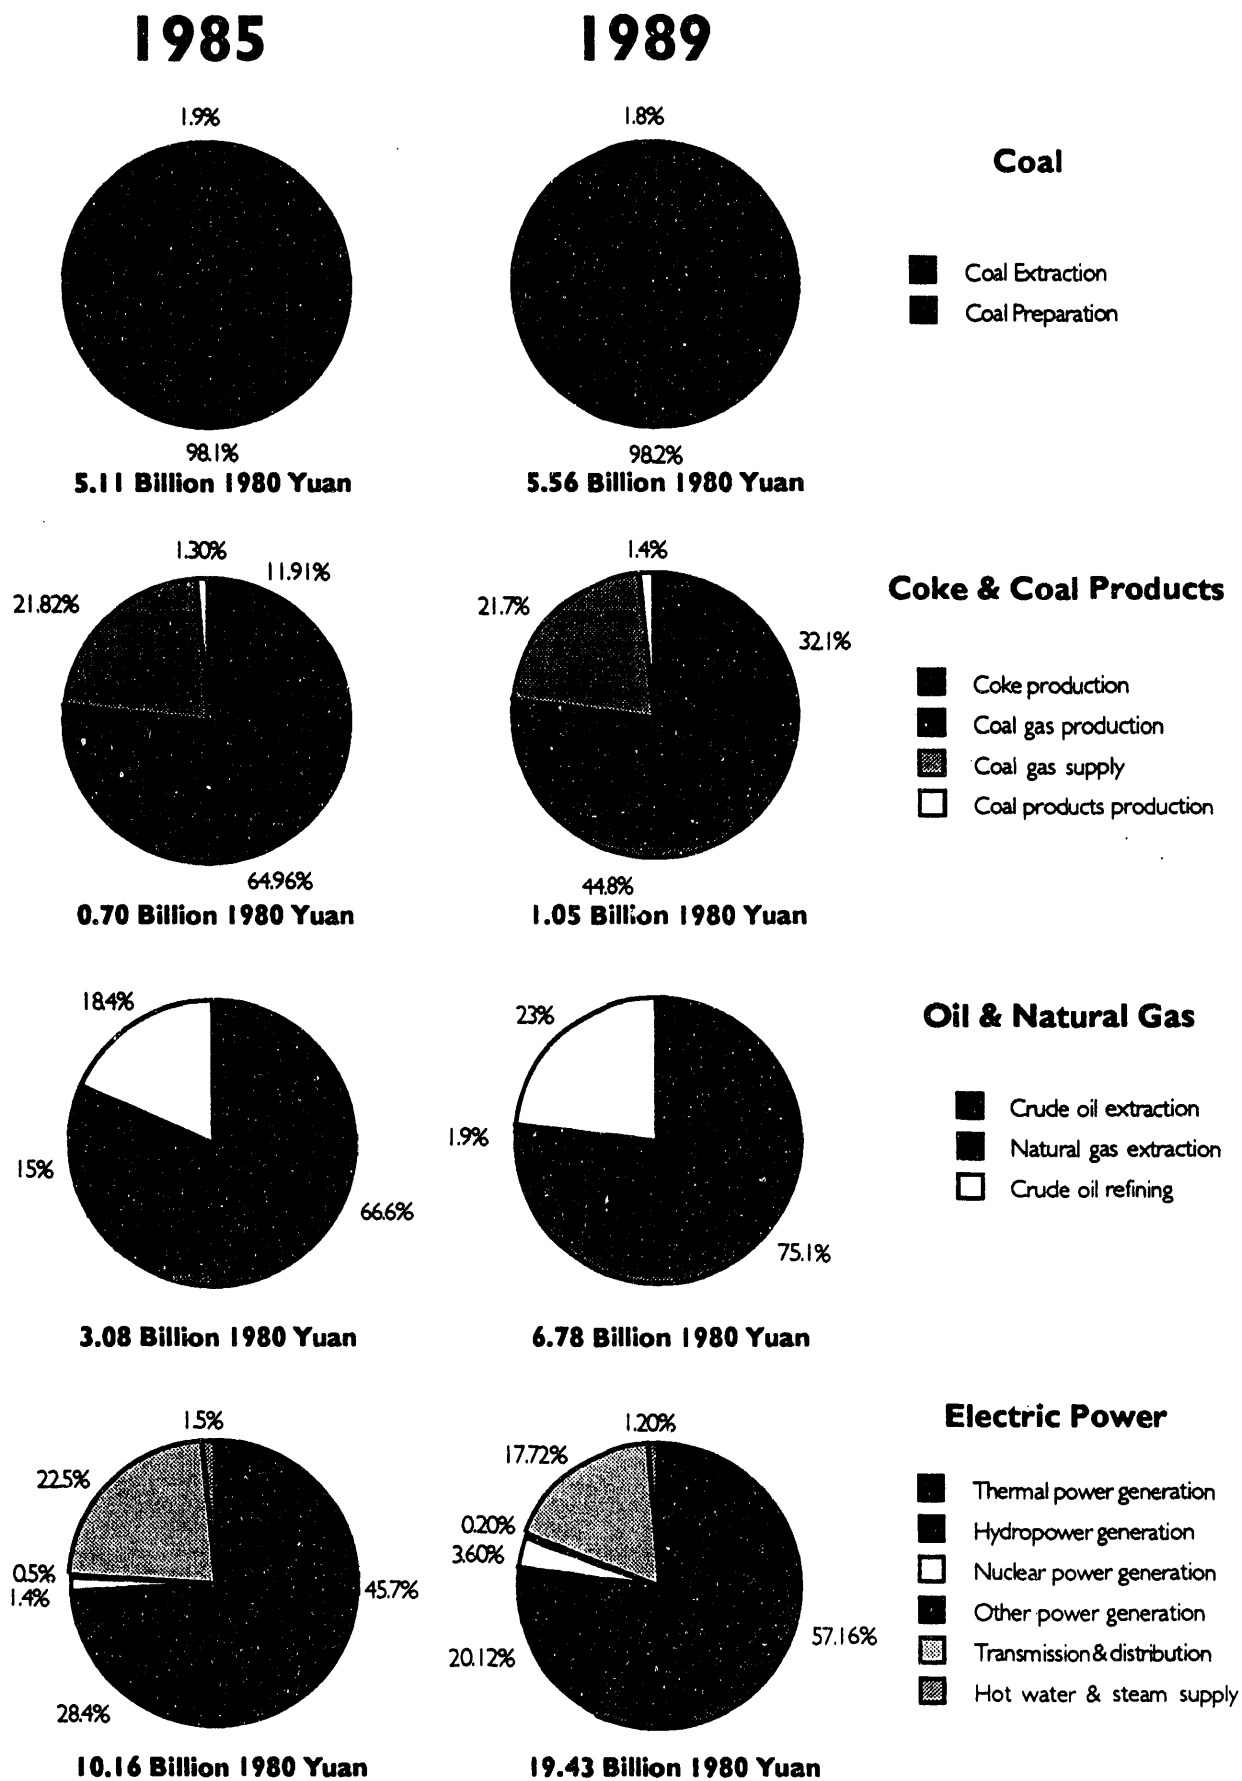 1985 1989
1.9% 1.8%
Coal
Coal Extraction
Coal Preparation
98.1% 98.2%
5.11 Billion 1980 Yuan 5.56 Billion 1980 Yuan
1.30% 1.4%
11.91%
21.82% 21.7%
32.1%
Coke & Coal Products
Coke production
Coal gas production
Coal gas supply
Coal products production
64.96% 44.8%
0.70 Billion 1980 Yuan 1.05 Billion 1980 Yuan
18.4% 23%
Oil & Natural Gas
Crude oil extraction
Natural gas extraction
Crude oil refining
15% 1.9%
66.6% 75.1%
3.08 Billion 1980 Yuan 6.78 Billion 1980 Yuan
1.5% 1.20%
Electric Power
22.5% 17.72%
Thermal power generation
Hydropower generation
Nuclear power generation
Other power generation
Transmission & distribution
Hot water & steam supply
0.5% 0.20%
1.4% 3.60%
45.7% 57.16%
28.4% 20.12%
10.16 Billion 1980 Yuan 19.43 Billion 1980 Yuan